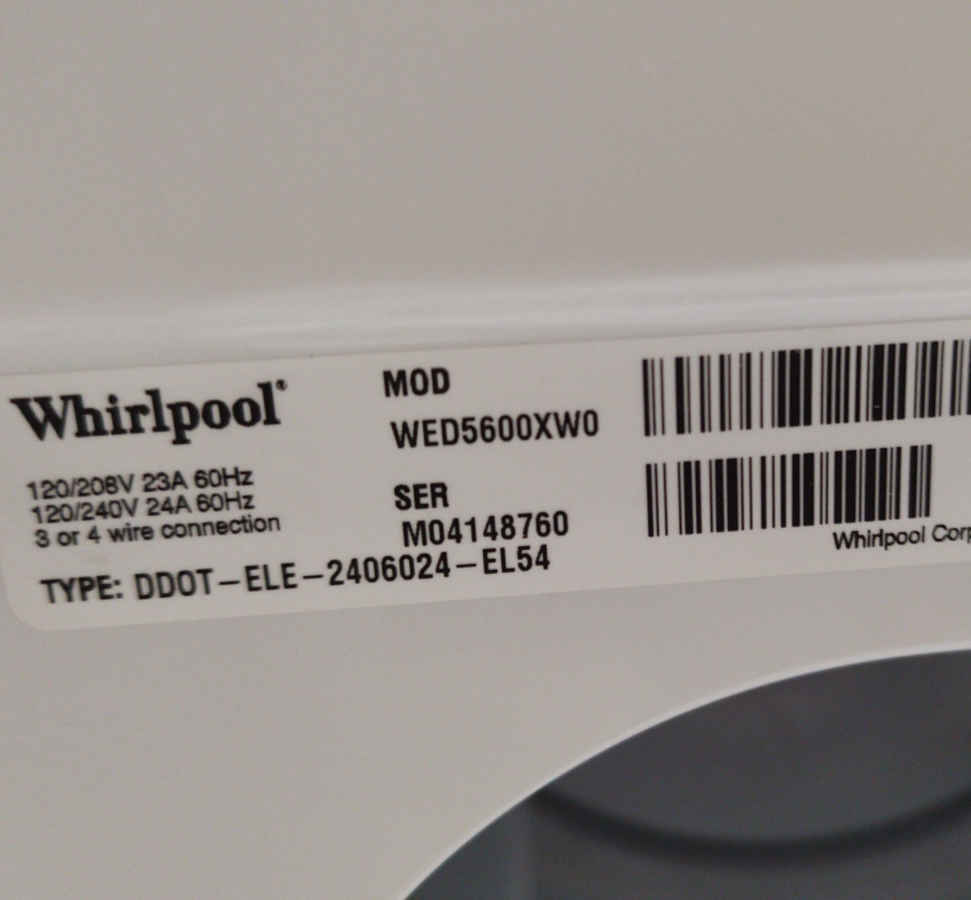 Whirlpool®
120/208V 23A 60Hz
120/240V 24A 60Hz
3 or 4 wire connection
MOD
WED5600XW0
SER
M04148760
TYPE: DDOT-ELE-2406024-EL54
Whirlpool Corp